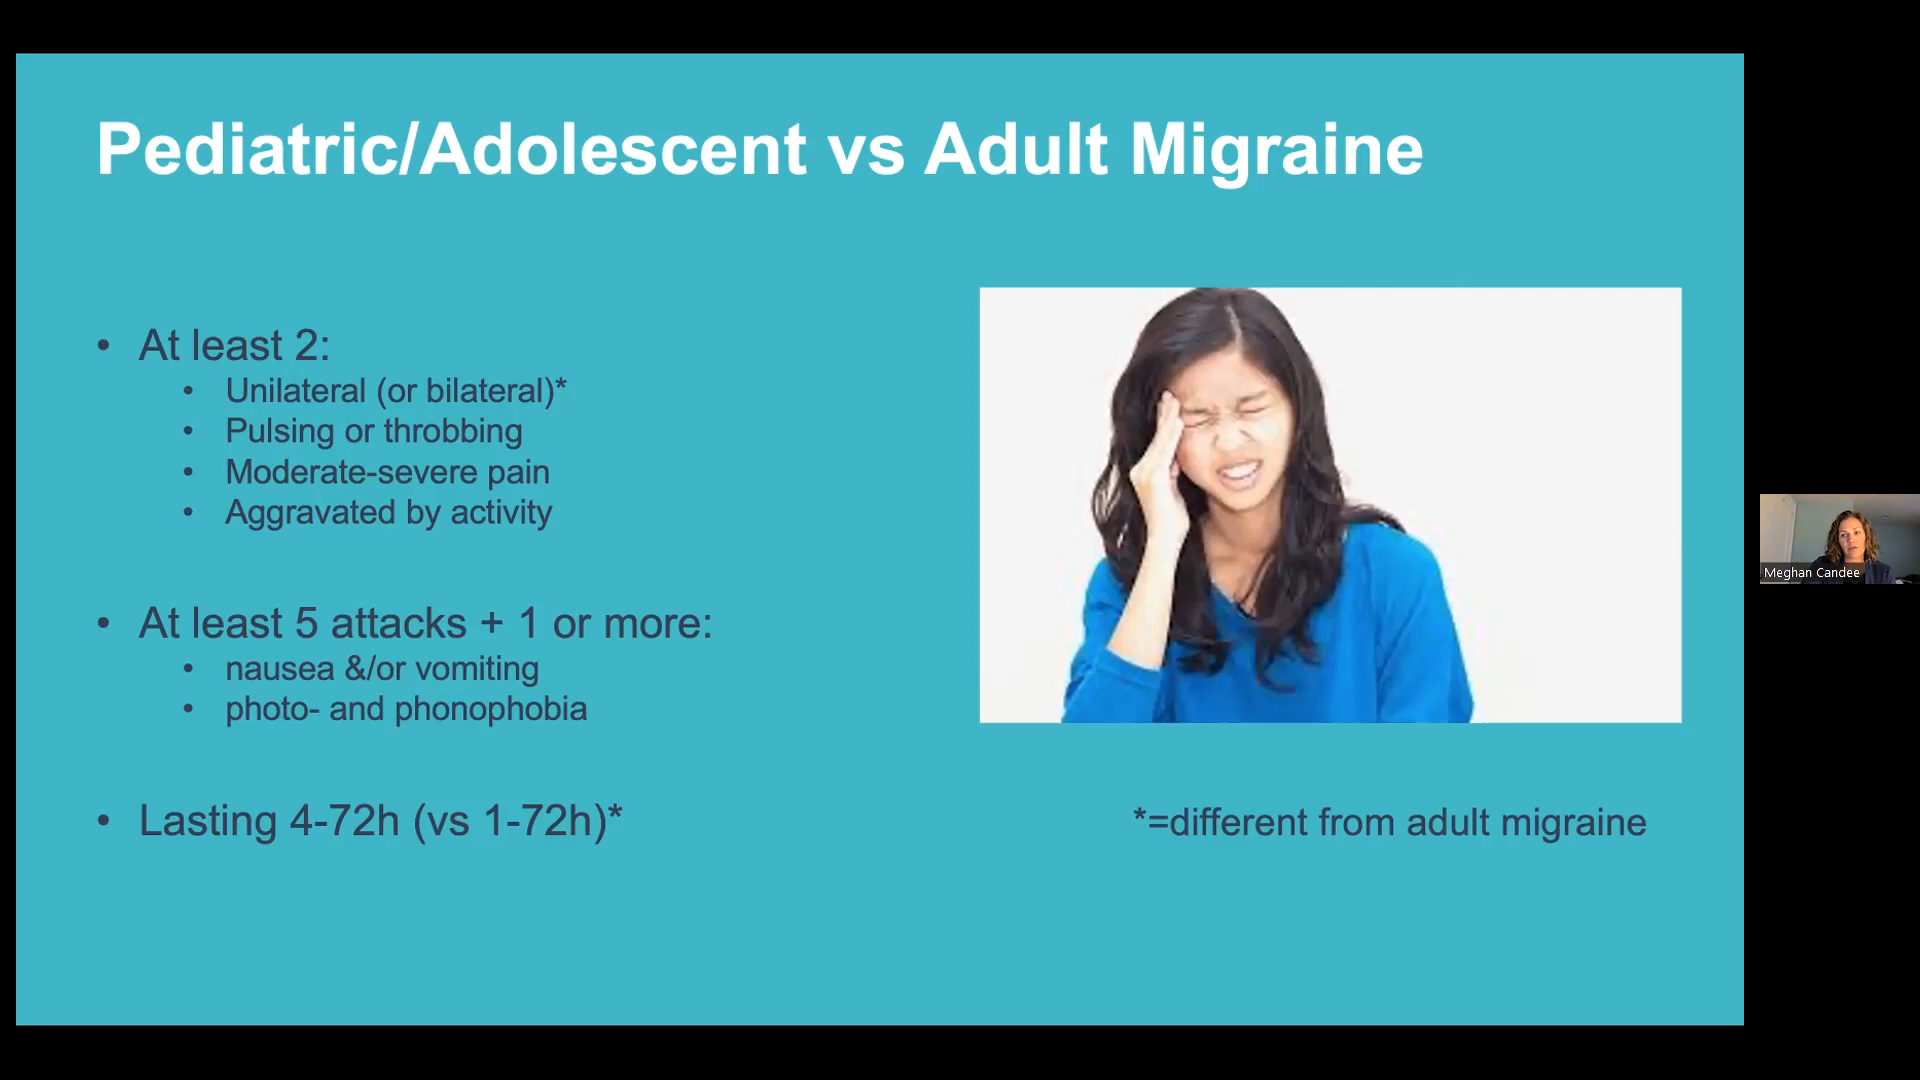 Pediatric/Adolescent vs Adult Migraine
• At least 2:
• Unilateral (or bilateral)*
• Pulsing or throbbing
• Moderate-severe pain
• Aggravated by activity
• At least 5 attacks + 1 or more:
• nausea &/or vomiting
• photo- and phonophobia
• Lasting 4-72h (vs 1-72h)*
*=different from adult migraine
Meghan Candee